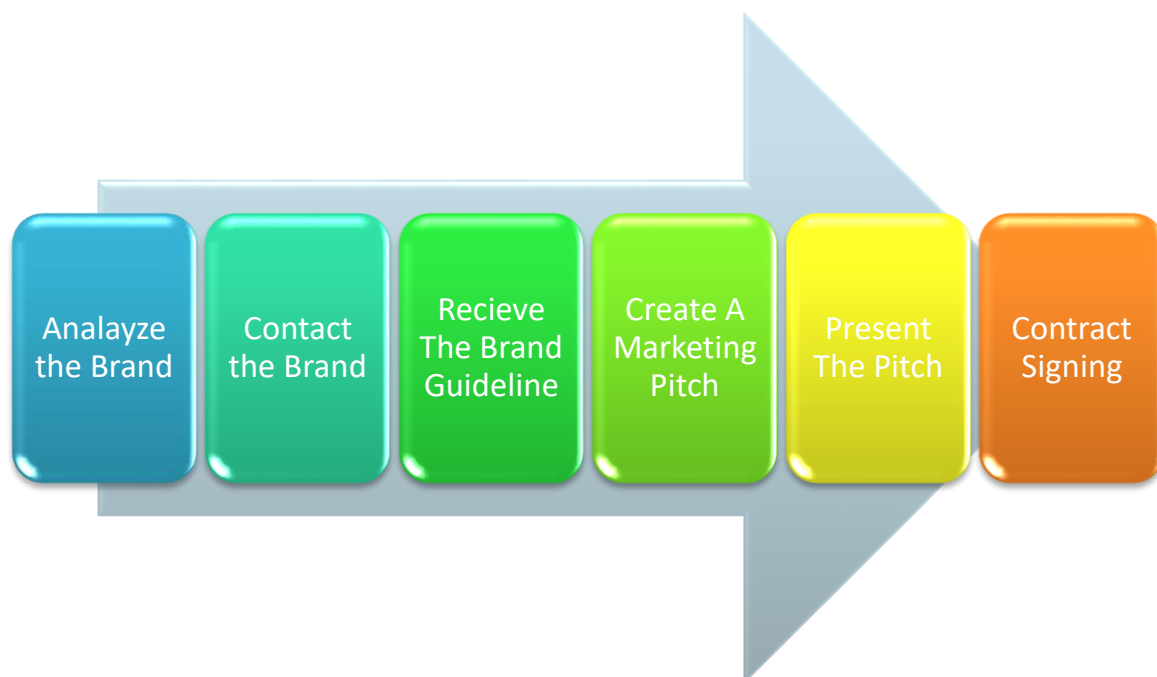 Analayze
the Brand
Contact
the Brand
Recieve
The Brand
Guideline
Create A
Marketing
Pitch
Present
The Pitch
Contract
Signing